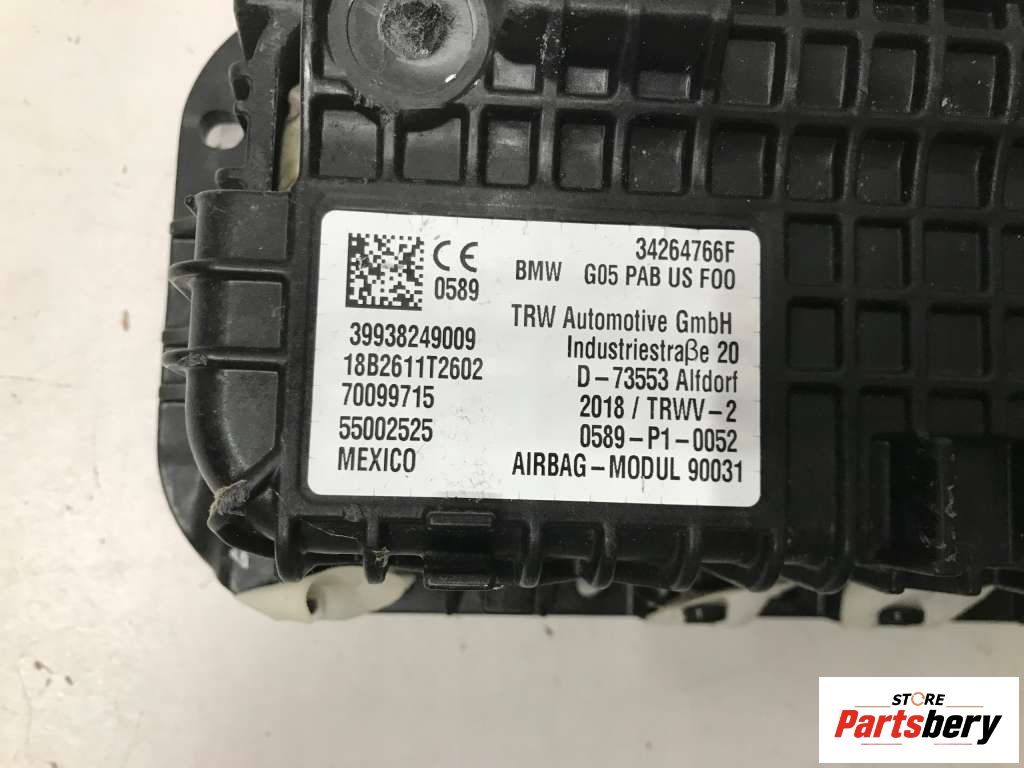 34264766F
BMW G05 PAB US F00
CE
0589
TRW Automotive GmbH
Industriestraße 20
D-73553 Alfdorf
2018 / TRWV-2
0589-P1-0052
AIRBAG-MODUL 90031
39938249009
18B2611T2602
70099715
55002525
MEXICO
STORE
Partsbery